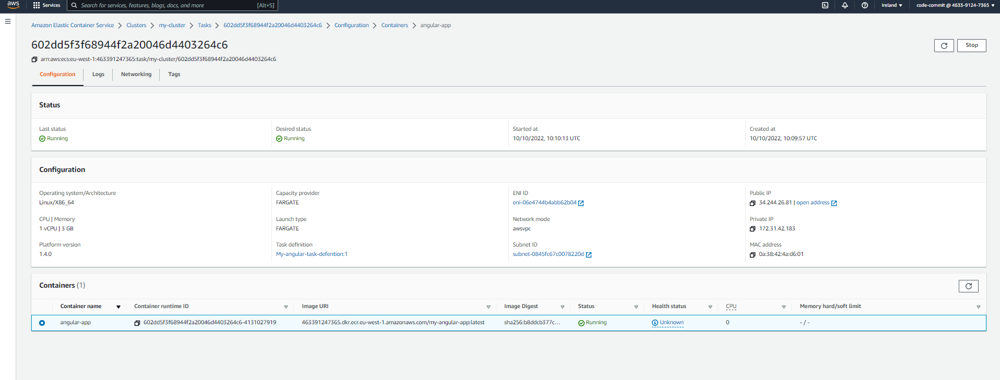 aws Services Search for services, features, blogs, docs, and more [Alt+S] Ireland code-commit @ 4633-9124-7365
Amazon Elastic Container Service Clusters my-cluster Tasks 602dd5f3f68944f2a20046d4403264c6 Configuration Containers angular-app
602dd5f3f68944f2a20046d4403264c6
Stop
arn:aws:ecs:eu-west-1:463391247365:task/my-cluster/602dd5f3f68944f2a20046d4403264c6
Configuration Logs Networking Tags
Status
Last status Desired status Started at Created at
Running Running 10/10/2022, 10:10:13 UTC 10/10/2022, 10:09:57 UTC
Configuration
Operating system/Architecture Capacity provider ENI ID Public IP
Linux/X86_64 FARGATE eni-06e4744b4abb62b04 34.244.26.81 | open address
CPU | Memory Launch type Network mode Private IP
1 vCPU | 3 GB FARGATE awsvpc 172.31.42.183
Platform version Task definition Subnet ID MAC address
1.4.0 My-angular-task-defention:1 subnet-0845fc67c0078220d 0a:38:42:4a:d6:01
Containers (1)
Container name Container runtime ID Image URI Image Digest Status Health status CPU Memory hard/soft limit
angular-app 602dd5f3f68944f2a20046d4403264c6-4131027919 463391247365.dkr.ecr.eu-west-1.amazonaws.com/my-angular-app:latest sha256:b8ddcb377c... Running Unknown 0 - / -